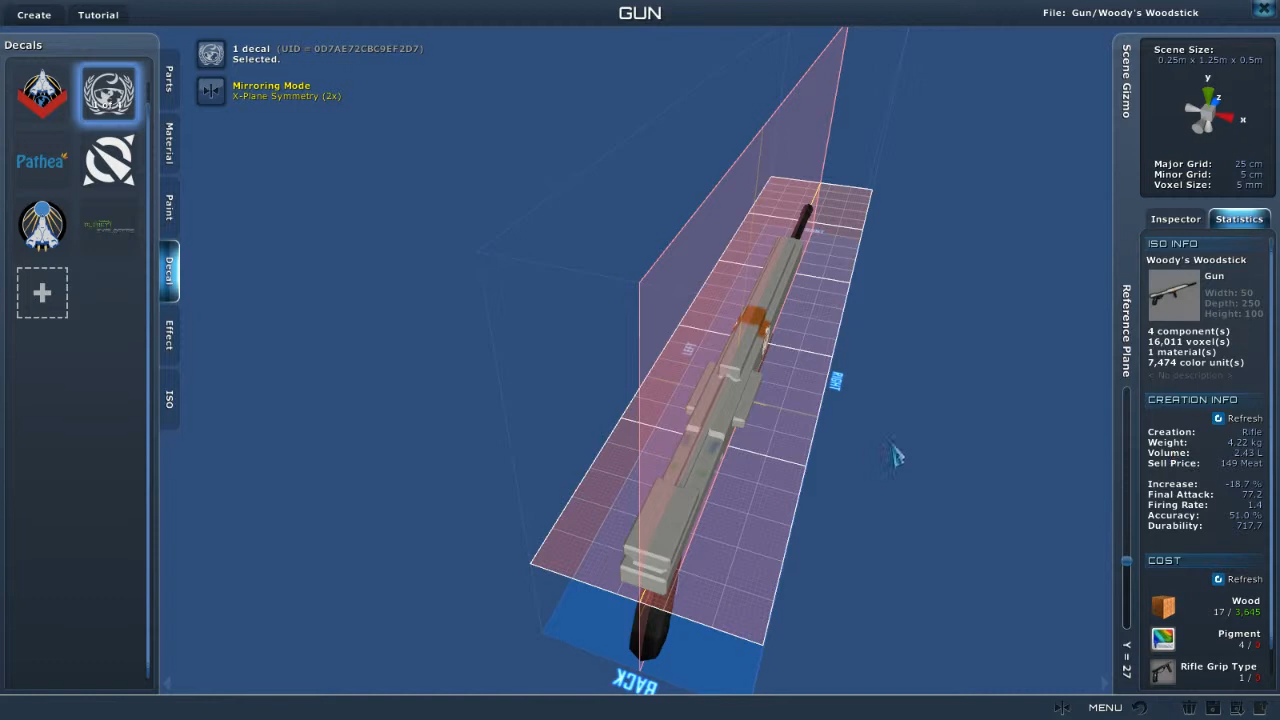 Create
Tutorial
GUN
File: Gun/Woody's Woodstick
Decals
Pathea
Parts
Material
Paint
Decal
Effect
ISO
1 decal (UID = 0D7AE72CBC9EF2D7)
Selected.
Mirroring Mode
X-Plane Symmetry (2x)
LEFT
RIGHT
BACK
Scene Gizmo
Scene Size:
0.25m x 1.25m x 0.5m
y
z
x
Major Grid: 25 cm
Minor Grid: 5 cm
Voxel Size: 5 mm
Inspector
Statistics
ISO INFO
Woody's Woodstick
Gun
Width: 50
Depth: 250
Height: 100
4 component(s)
16,011 voxel(s)
1 material(s)
7,474 color unit(s)
< No description >
CREATION INFO
Refresh
Creation: Rifle
Weight: 4.22 kg
Volume: 2.43 L
Sell Price: 149 Meat
Increase: -18.7 %
Final Attack: 77.2
Firing Rate: 1.4
Accuracy: 51.0 %
Durability: 717.7
COST
Refresh
Wood
17 / 3,645
Pigment
4 / 0
Rifle Grip Type
1 / 0
Reference Plane
Y = 27
MENU